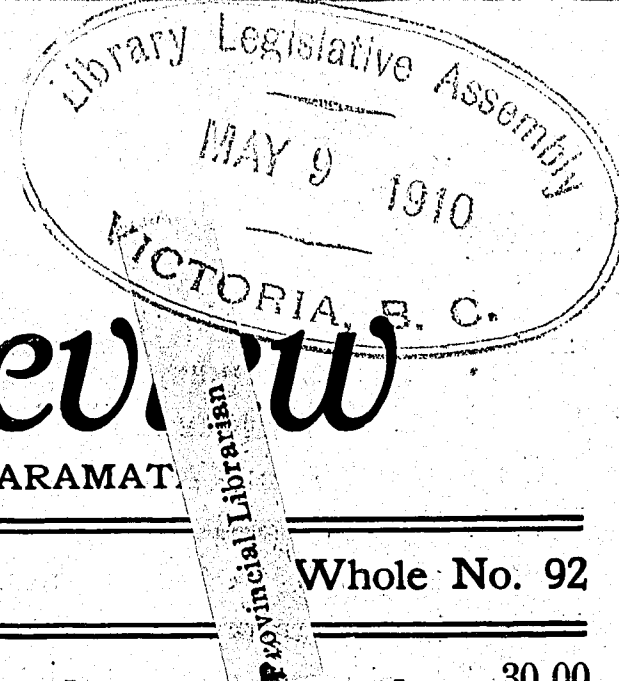 Library Legislative Assembly
MAY 9 1910
VICTORIA, B. C.
eview
ARAMAT
Provincial Librarian
Whole No. 92
30.00